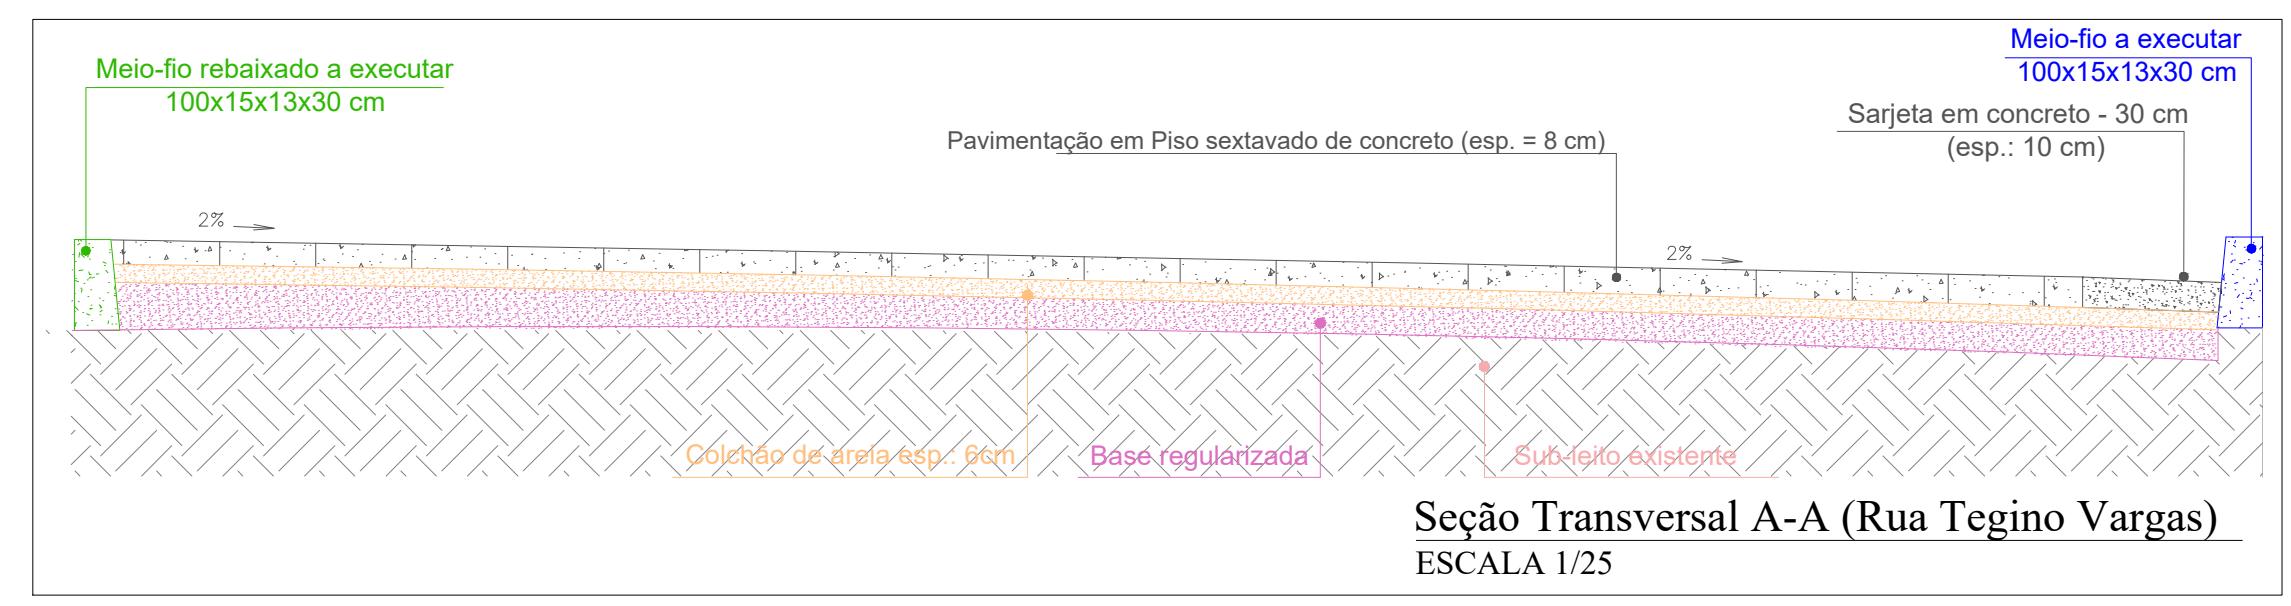 Meio-fio rebaixado a executar
100x15x13x30 cm
Meio-fio a executar
100x15x13x30 cm
Sarjeta em concreto - 30 cm
(esp.: 10 cm)
Pavimentação em Piso sextavado de concreto (esp. = 8 cm)
2%
2%
Colchão de areia esp.: 6cm
Base regularizada
Sub-leito existente
Seção Transversal A-A (Rua Tegino Vargas)
ESCALA 1/25